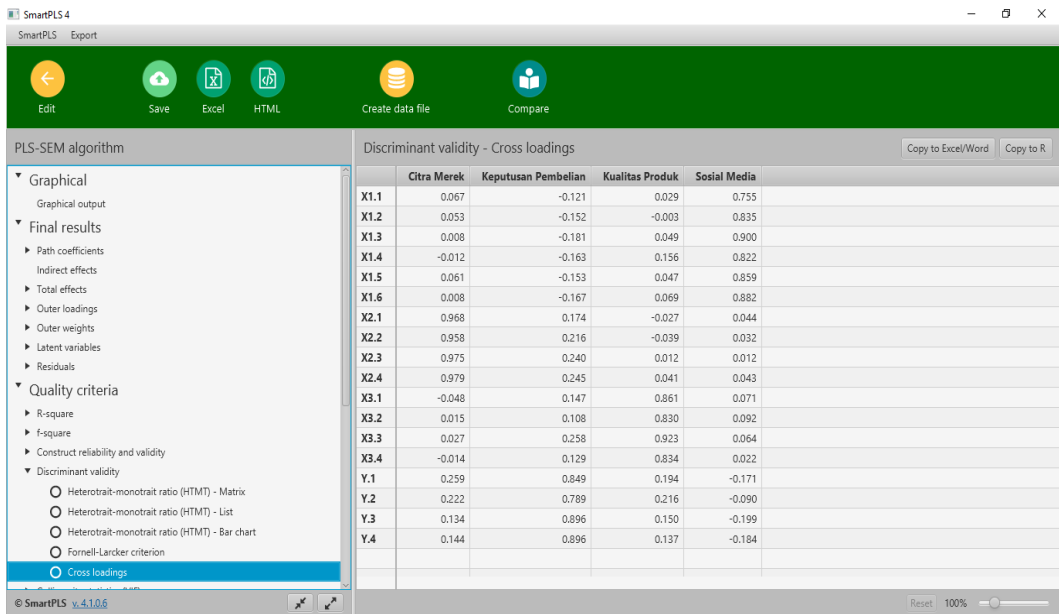 SmartPLS 4
SmartPLS Export
Edit Save Excel HTML Create data file Compare
PLS-SEM algorithm
Graphical
Graphical output
Final results
Path coefficients
Indirect effects
Total effects
Outer loadings
Outer weights
Latent variables
Residuals
Quality criteria
R-square
f-square
Construct reliability and validity
Discriminant validity
Heterotrait-monotrait ratio (HTMT) - Matrix
Heterotrait-monotrait ratio (HTMT) - List
Heterotrait-monotrait ratio (HTMT) - Bar chart
Fornell-Larcker criterion
Cross loadings
© SmartPLS v. 4.1.0.6
Discriminant validity - Cross loadings Copy to Excel/Word Copy to R
Citra Merek Keputusan Pembelian Kualitas Produk Sosial Media
X1.1 0.067 -0.121 0.029 0.755
X1.2 0.053 -0.152 -0.003 0.835
X1.3 0.008 -0.181 0.049 0.900
X1.4 -0.012 -0.163 0.156 0.822
X1.5 0.061 -0.153 0.047 0.859
X1.6 0.008 -0.167 0.069 0.882
X2.1 0.968 0.174 -0.027 0.044
X2.2 0.958 0.216 -0.039 0.032
X2.3 0.975 0.240 0.012 0.012
X2.4 0.979 0.245 0.041 0.043
X3.1 -0.048 0.147 0.861 0.071
X3.2 0.015 0.108 0.830 0.092
X3.3 0.027 0.258 0.923 0.064
X3.4 -0.014 0.129 0.834 0.022
Y.1 0.259 0.849 0.194 -0.171
Y.2 0.222 0.789 0.216 -0.090
Y.3 0.134 0.896 0.150 -0.199
Y.4 0.144 0.896 0.137 -0.184
Reset 100%